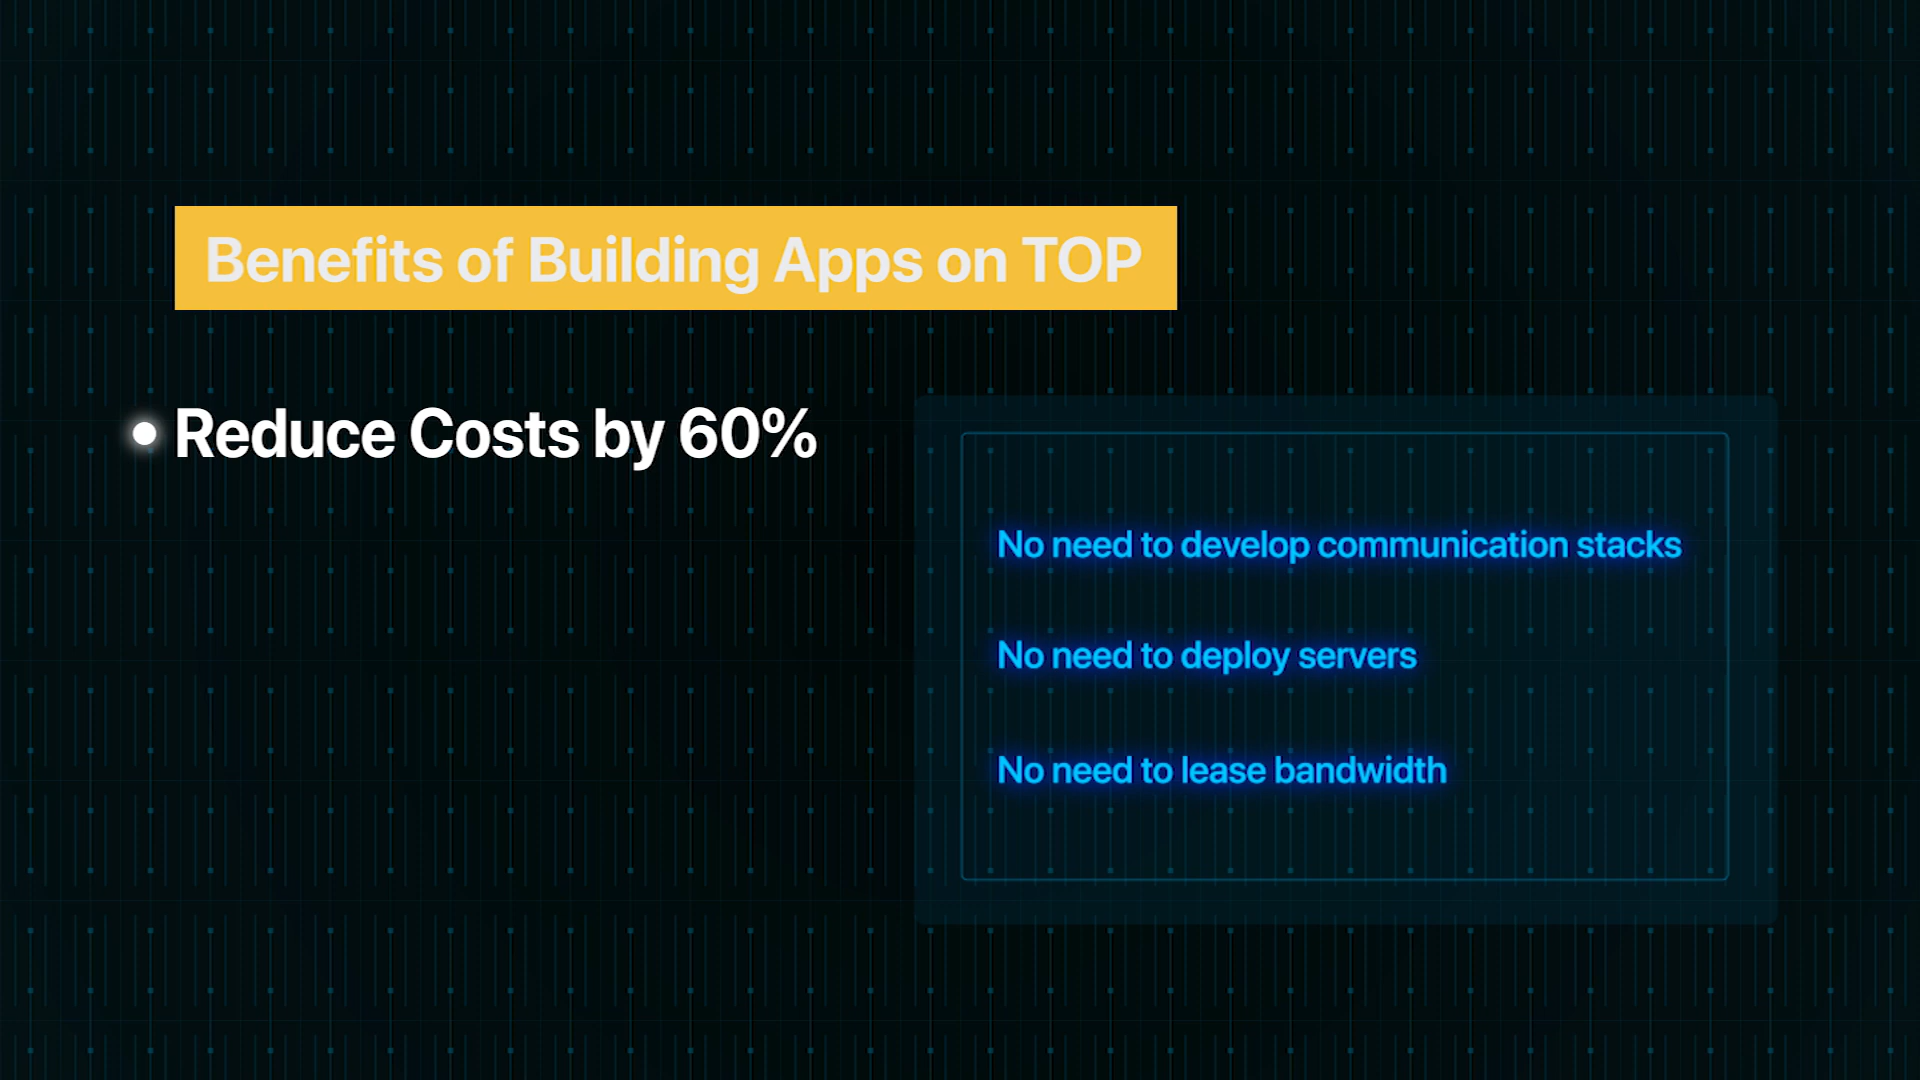 Benefits of Building Apps on TOP
• Reduce Costs by 60%
No need to develop communication stacks
No need to deploy servers
No need to lease bandwidth